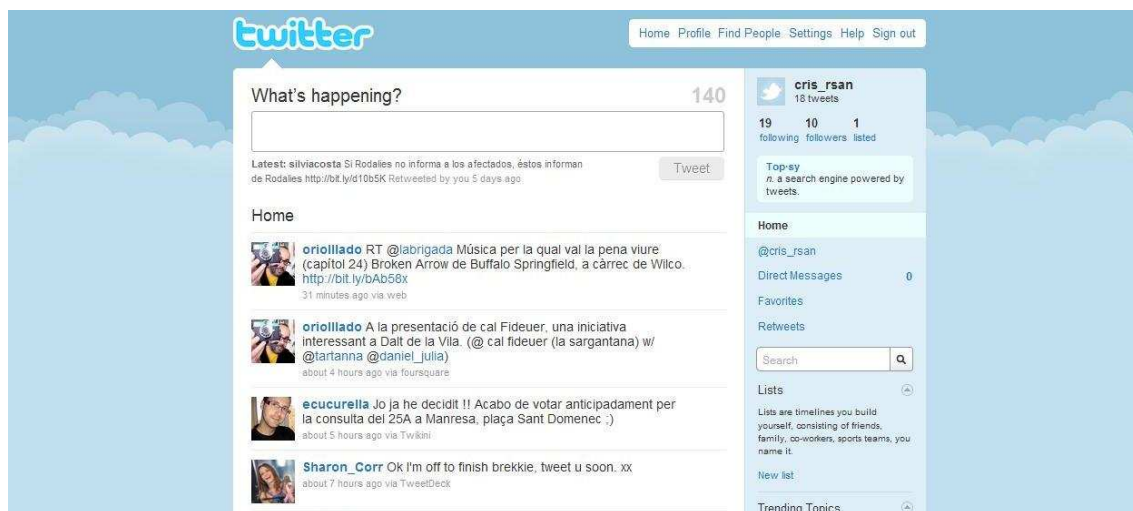 twitter
Home Profile Find People Settings Help Sign out
What's happening?
140
Latest: silviacosta Si Rodalies no informa a los afectados, éstos informan
de Rodalies http://bit.ly/d10b5K Retweeted by you 5 days ago
Tweet
Home
oriolllado RT @labrigada Música per la qual val la pena viure
(capítol 24) Broken Arrow de Buffalo Springfield, a càrrec de Wilco.
http://bit.ly/bAb58x
31 minutes ago via web
oriolllado A la presentació de cal Fideuer, una iniciativa
interessant a Dalt de la Vila. (@ cal fideuer (la sargantana) w/
@tartanna @daniel_julia)
about 4 hours ago via foursquare
ecucurella Jo ja he decidit !! Acabo de votar anticipadament per
la consulta del 25A a Manresa, plaça Sant Domenec ;)
about 5 hours ago via Twikini
Sharon_Corr Ok I'm off to finish brekkie, tweet u soon. xx
about 7 hours ago via TweetDeck
cris_rsan
18 tweets
19 10 1
following followers listed
Top·sy
n. a search engine powered by
tweets.
Home
@cris_rsan
Direct Messages 0
Favorites
Retweets
Search
Lists
Lists are timelines you build
yourself, consisting of friends,
family, co-workers, sports teams, you
name it.
New list
Trending Topics